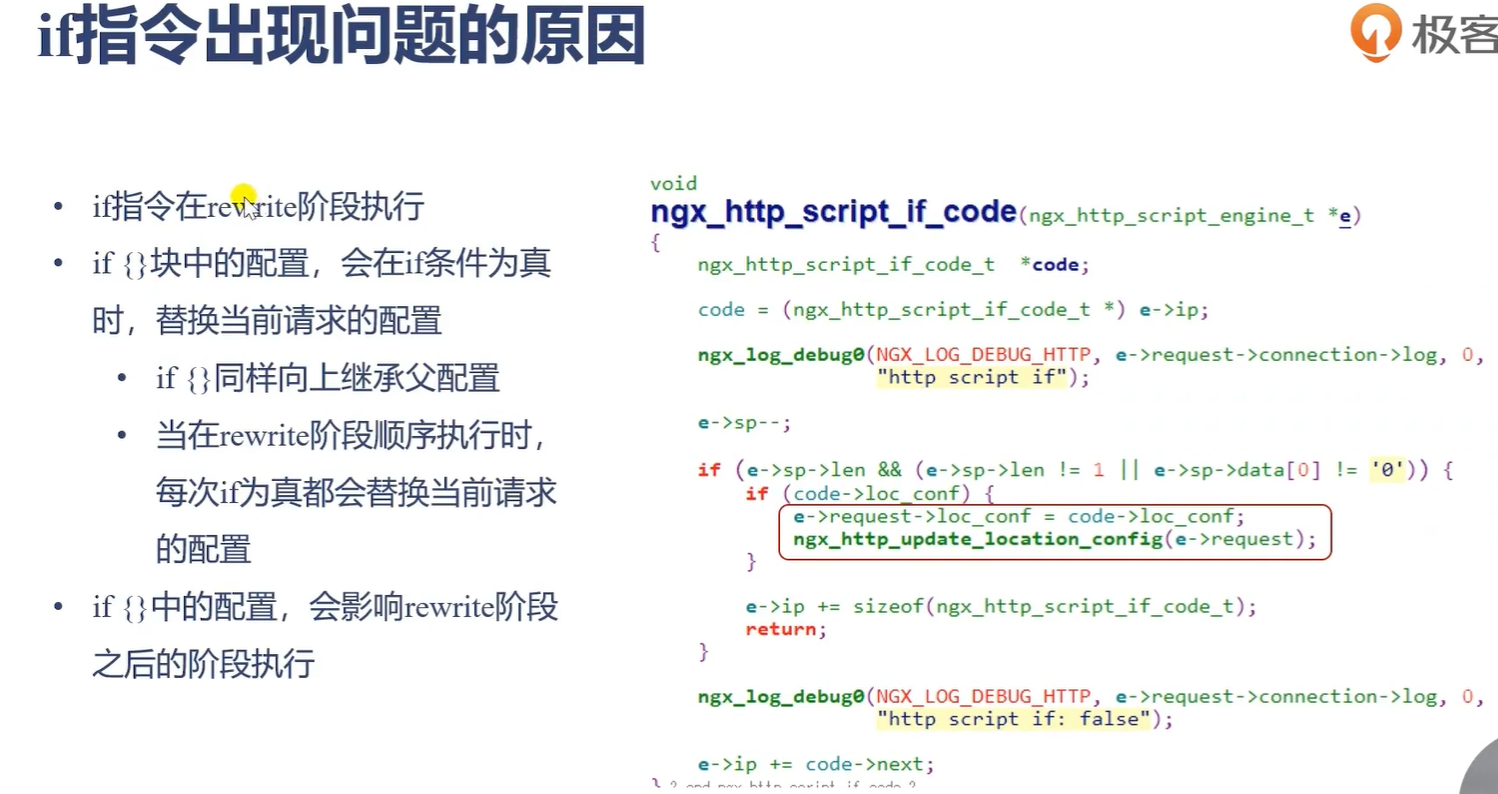 if指令出现问题的原因
极客
• if指令在rewrite阶段执行
• if {}块中的配置，会在if条件为真
时，替换当前请求的配置
• if {}同样向上继承父配置
• 当在rewrite阶段顺序执行时，
每次if为真都会替换当前请求
的配置
• if {}中的配置，会影响rewrite阶段
之后的阶段执行
void
ngx_http_script_if_code(ngx_http_script_engine_t *e)
{
    ngx_http_script_if_code_t  *code;
    code = (ngx_http_script_if_code_t *) e->ip;
    ngx_log_debug0(NGX_LOG_DEBUG_HTTP, e->request->connection->log, 0,
                   "http script if");
    e->sp--;
    if (e->sp->len && (e->sp->len != 1 || e->sp->data[0] != '0')) {
        if (code->loc_conf) {
            e->request->loc_conf = code->loc_conf;
            ngx_http_update_location_config(e->request);
        }
        e->ip += sizeof(ngx_http_script_if_code_t);
        return;
    }
    ngx_log_debug0(NGX_LOG_DEBUG_HTTP, e->request->connection->log, 0,
                   "http script if: false");
    e->ip += code->next;
} ? end ngx_http_script_if_code ?